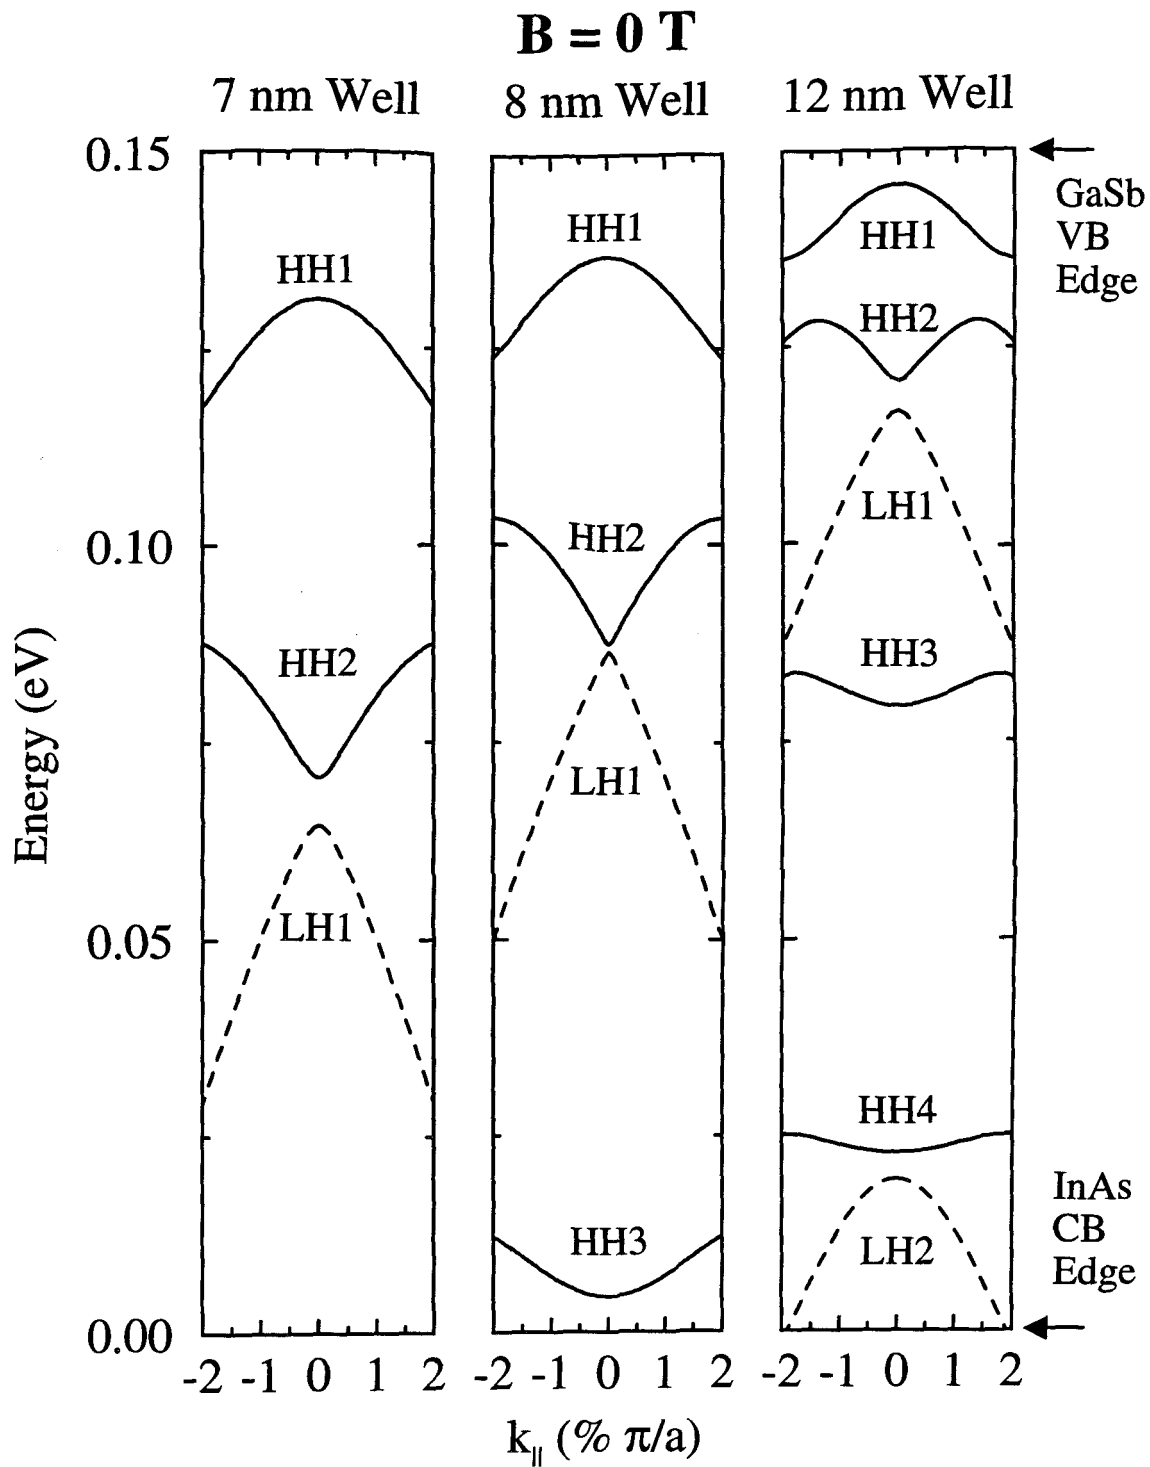 B = 0 T
7 nm Well
8 nm Well
12 nm Well
0.15
0.10
0.05
0.00
Energy (eV)
HH1
HH2
LH1
-2 -1 0 1 2
HH1
HH2
LH1
HH3
-2 -1 0 1 2
HH1
HH2
LH1
HH3
HH4
LH2
-2 -1 0 1 2
GaSb
VB
Edge
InAs
CB
Edge
k|| (% π/a)